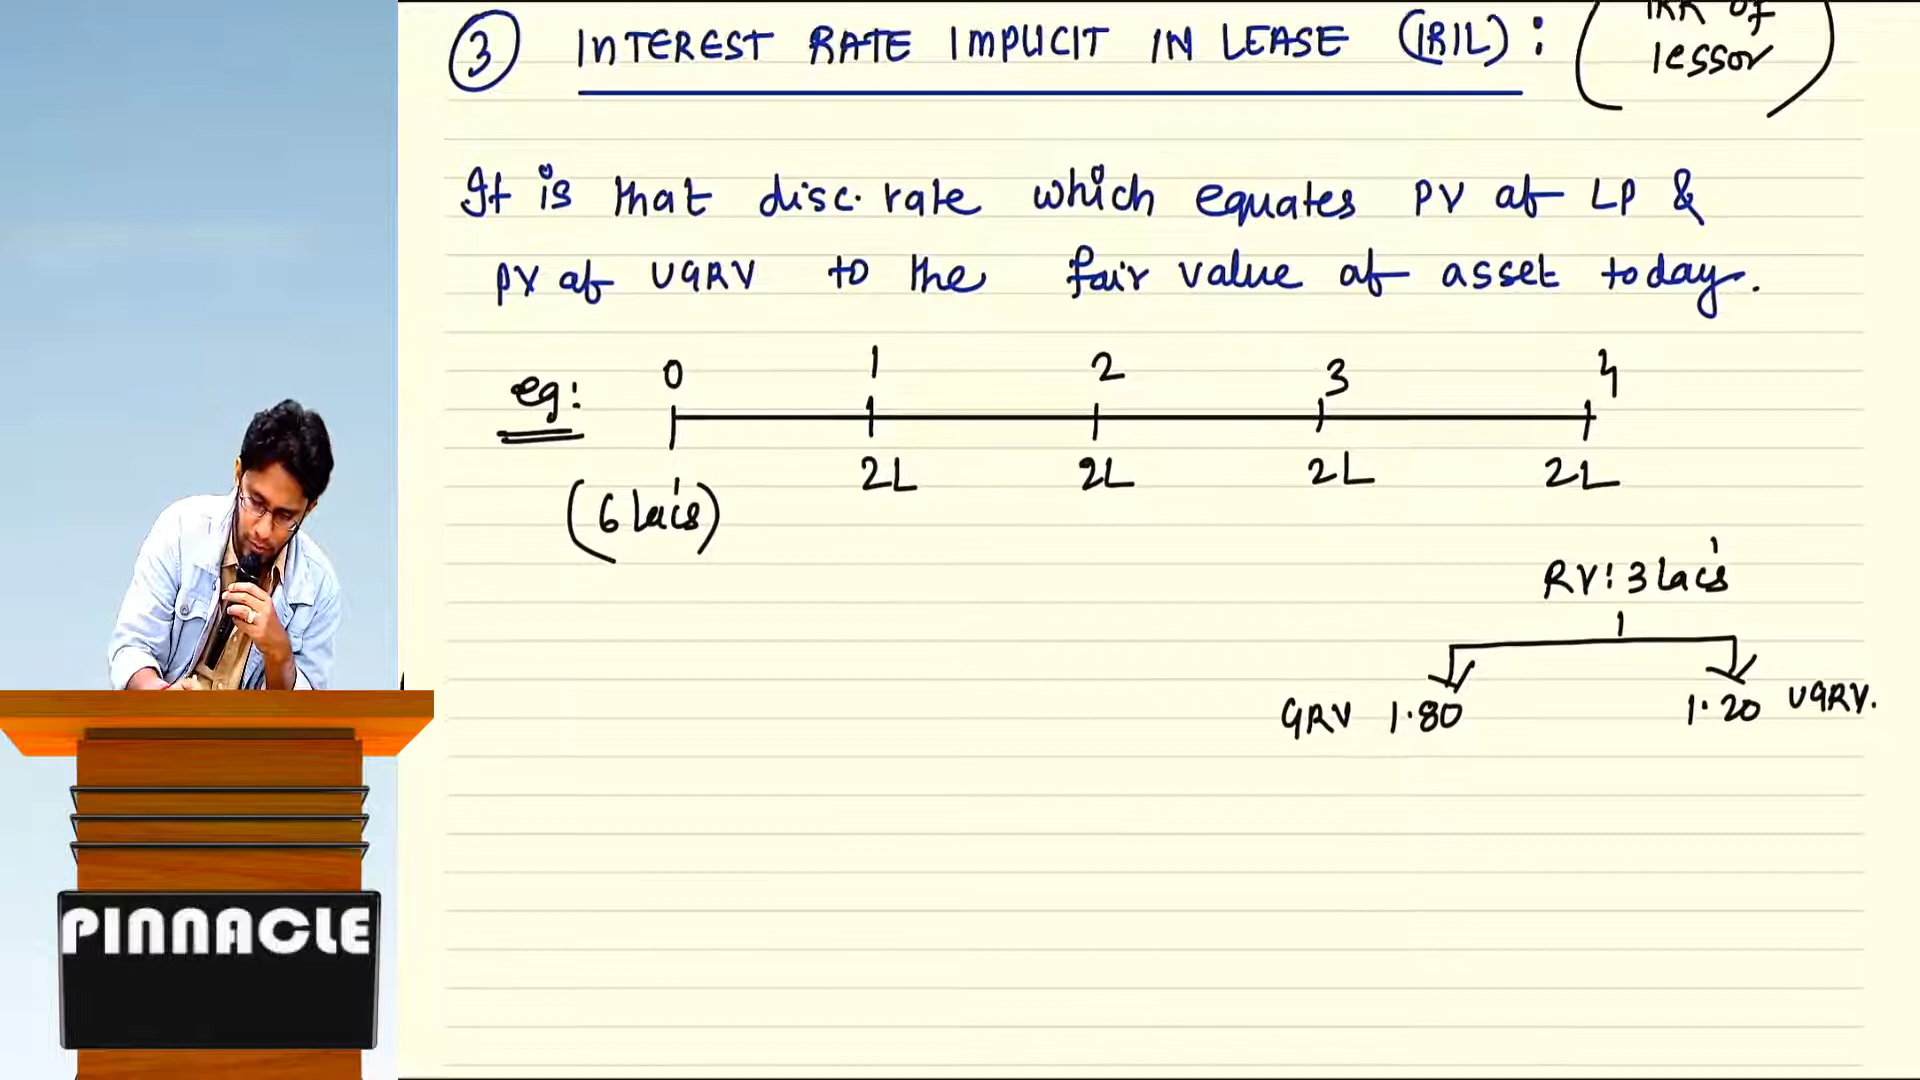 ③ INTEREST RATE IMPLICIT IN LEASE (IRIL) : (IRR of
lessor)
It is that disc. rate which equates PV of LP &
PV of UGRV to the fair value of asset today.
eg: 0 1 2 3 4
(6 lacs) 2L 2L 2L 2L
RV: 3 lacs
GRV 1.80 1.20 UGRV.
PINNACLE